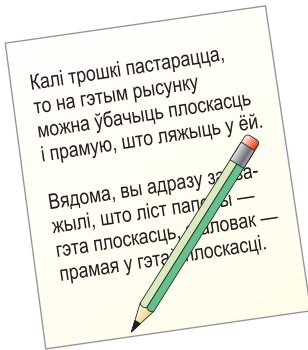 Калі трошкі пастарацца,
то на гэтым рысунку
можна ўбачыць плоскасць
і прамую, што ляжыць у ёй.
Вядома, вы адразу
жылі, што ліст —
гэта плоскасць, —
прамая у плоскасці.